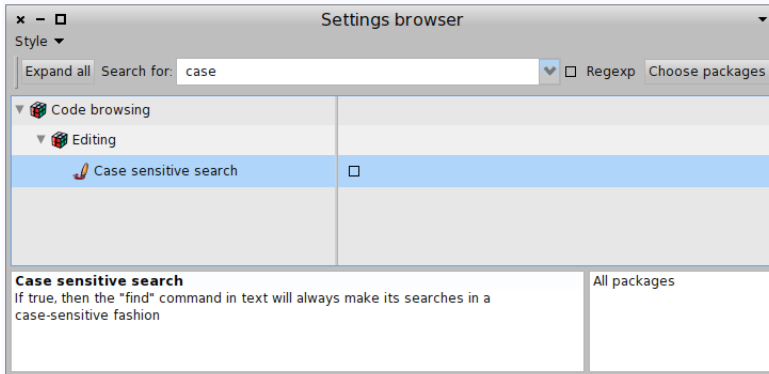 Settings browser
Style
Expand all Search for: case Regexp Choose packages
Code browsing
Editing
Case sensitive search
Case sensitive search
If true, then the "find" command in text will always make its searches in a
case-sensitive fashion
All packages